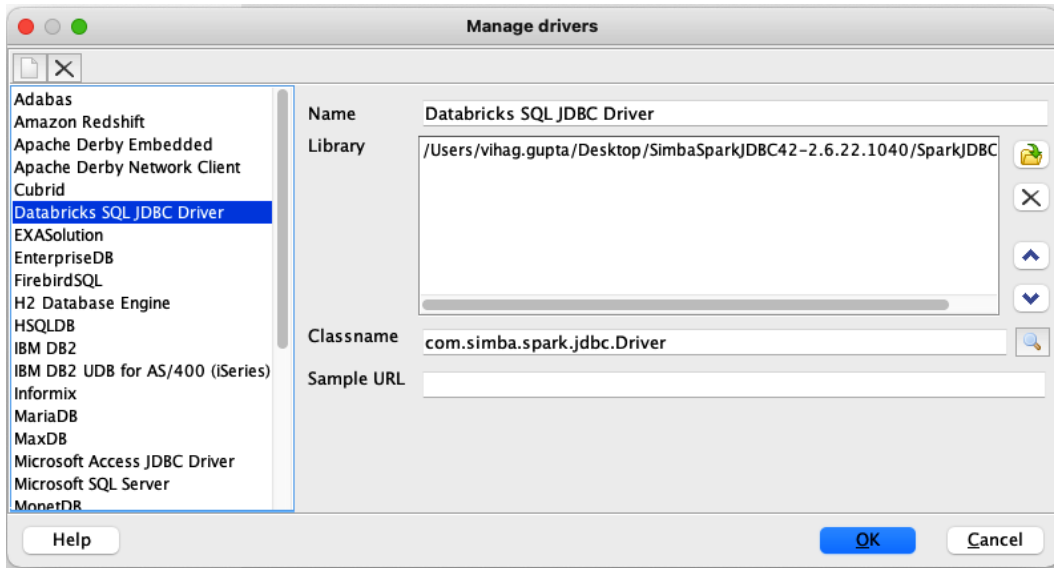 Manage drivers
Adabas
Amazon Redshift
Apache Derby Embedded
Apache Derby Network Client
Cubrid
Databricks SQL JDBC Driver
EXASolution
EnterpriseDB
FirebirdSQL
H2 Database Engine
HSQLDB
IBM DB2
IBM DB2 UDB for AS/400 (iSeries)
Informix
MariaDB
MaxDB
Microsoft Access JDBC Driver
Microsoft SQL Server
MonetDB
Name
Databricks SQL JDBC Driver
Library
/Users/vihag.gupta/Desktop/SimbaSparkJDBC42-2.6.22.1040/SparkJDBC
Classname
com.simba.spark.jdbc.Driver
Sample URL
Help
OK
Cancel